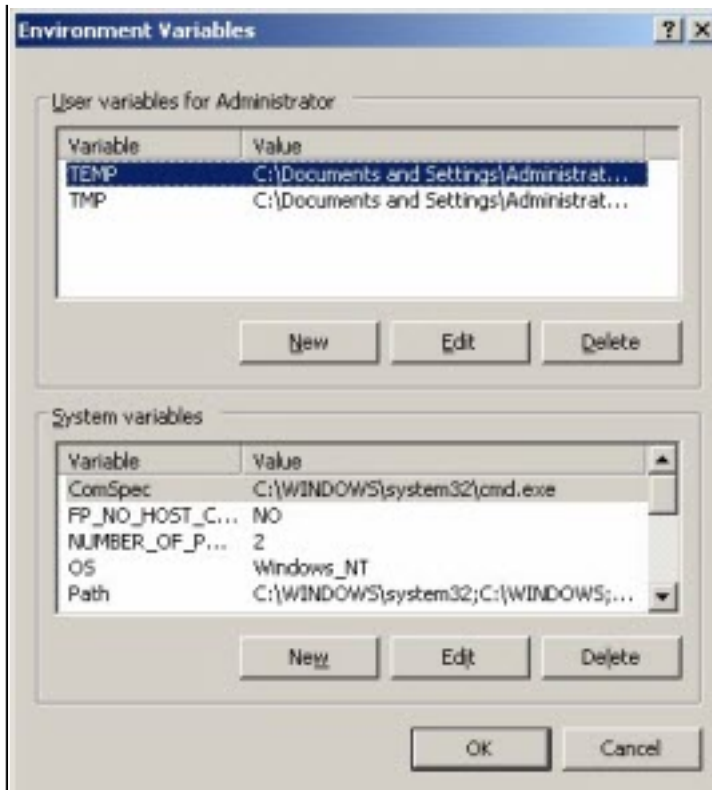 Environment Variables
User variables for Administrator
Variable Value
TEMP C:\Documents and Settings\Administrat...
TMP C:\Documents and Settings\Administrat...
New Edit Delete
System variables
Variable Value
ComSpec C:\WINDOWS\system32\cmd.exe
FP_NO_HOST_C... NO
NUMBER_OF_P... 2
OS Windows_NT
Path C:\WINDOWS\system32;C:\WINDOWS;...
New Edit Delete
OK Cancel